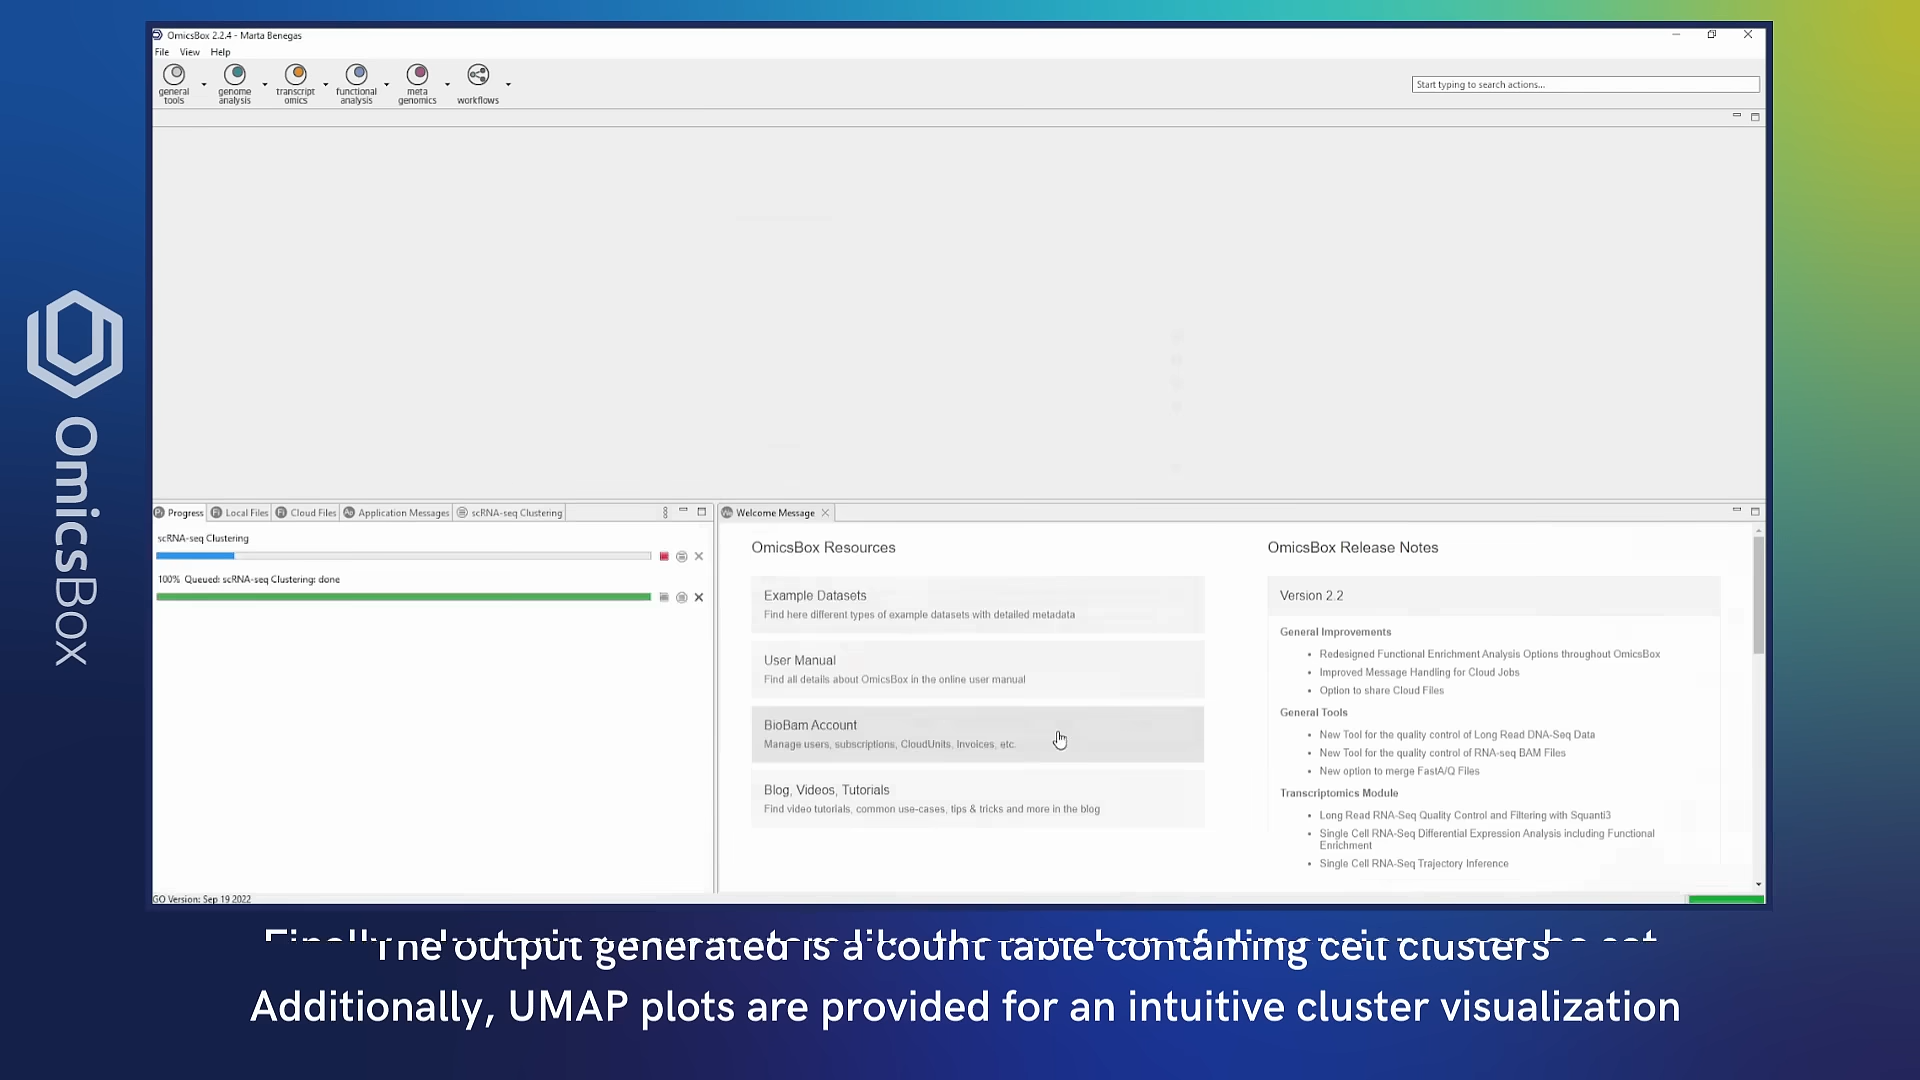 OmicsBox 2.2.4 - Marta Benegas
File View Help
general tools
genome analysis
transcript omics
functional analysis
meta genomics
workflows
Start typing to search actions...
Progress
Local Files
Cloud Files
Application Messages
scRNA-seq Clustering
scRNA-seq Clustering
100% Queued: scRNA-seq Clustering: done
Welcome Message
OmicsBox Resources
Example Datasets
Find here different types of example datasets with detailed metadata
User Manual
Find all details about OmicsBox in the online user manual
BioBam Account
Manage users, subscriptions, CloudUnits, Invoices, etc.
Blog, Videos, Tutorials
Find video tutorials, common use-cases, tips & tricks and more in the blog
OmicsBox Release Notes
Version 2.2
General Improvements
• Redesigned Functional Enrichment Analysis Options throughout OmicsBox
• Improved Message Handling for Cloud Jobs
• Option to share Cloud Files
General Tools
• New Tool for the quality control of Long Read DNA-Seq Data
• New Tool for the quality control of RNA-seq BAM Files
• New option to merge FastA/Q Files
Transcriptomics Module
• Long Read RNA-Seq Quality Control and Filtering with Squanti3
• Single Cell RNA-Seq Differential Expression Analysis including Functional
Enrichment
• Single Cell RNA-Seq Trajectory Inference
GO Version: Sep 19 2022
OmicsBox
The output generated is a count table containing cell clusters
Additionally, UMAP plots are provided for an intuitive cluster visualization